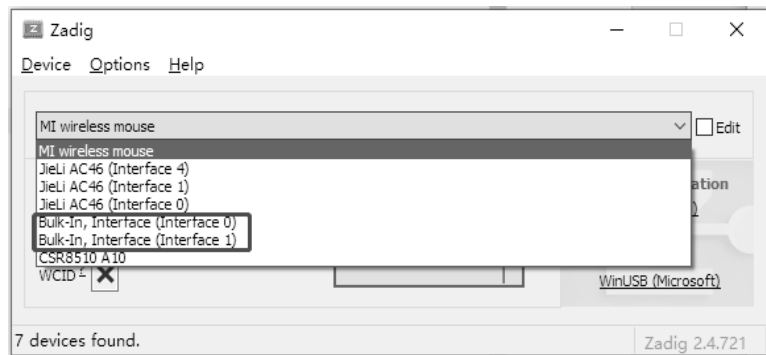 Zadig
Device Options Help
MI wireless mouse Edit
MI wireless mouse
JieLi AC46 (Interface 4)
JieLi AC46 (Interface 1)
JieLi AC46 (Interface 0)
Bulk-In, Interface (Interface 0)
Bulk-In, Interface (Interface 1)
CSR8510 A10
ation
WCID
WinUSB (Microsoft)
7 devices found.
Zadig 2.4.721